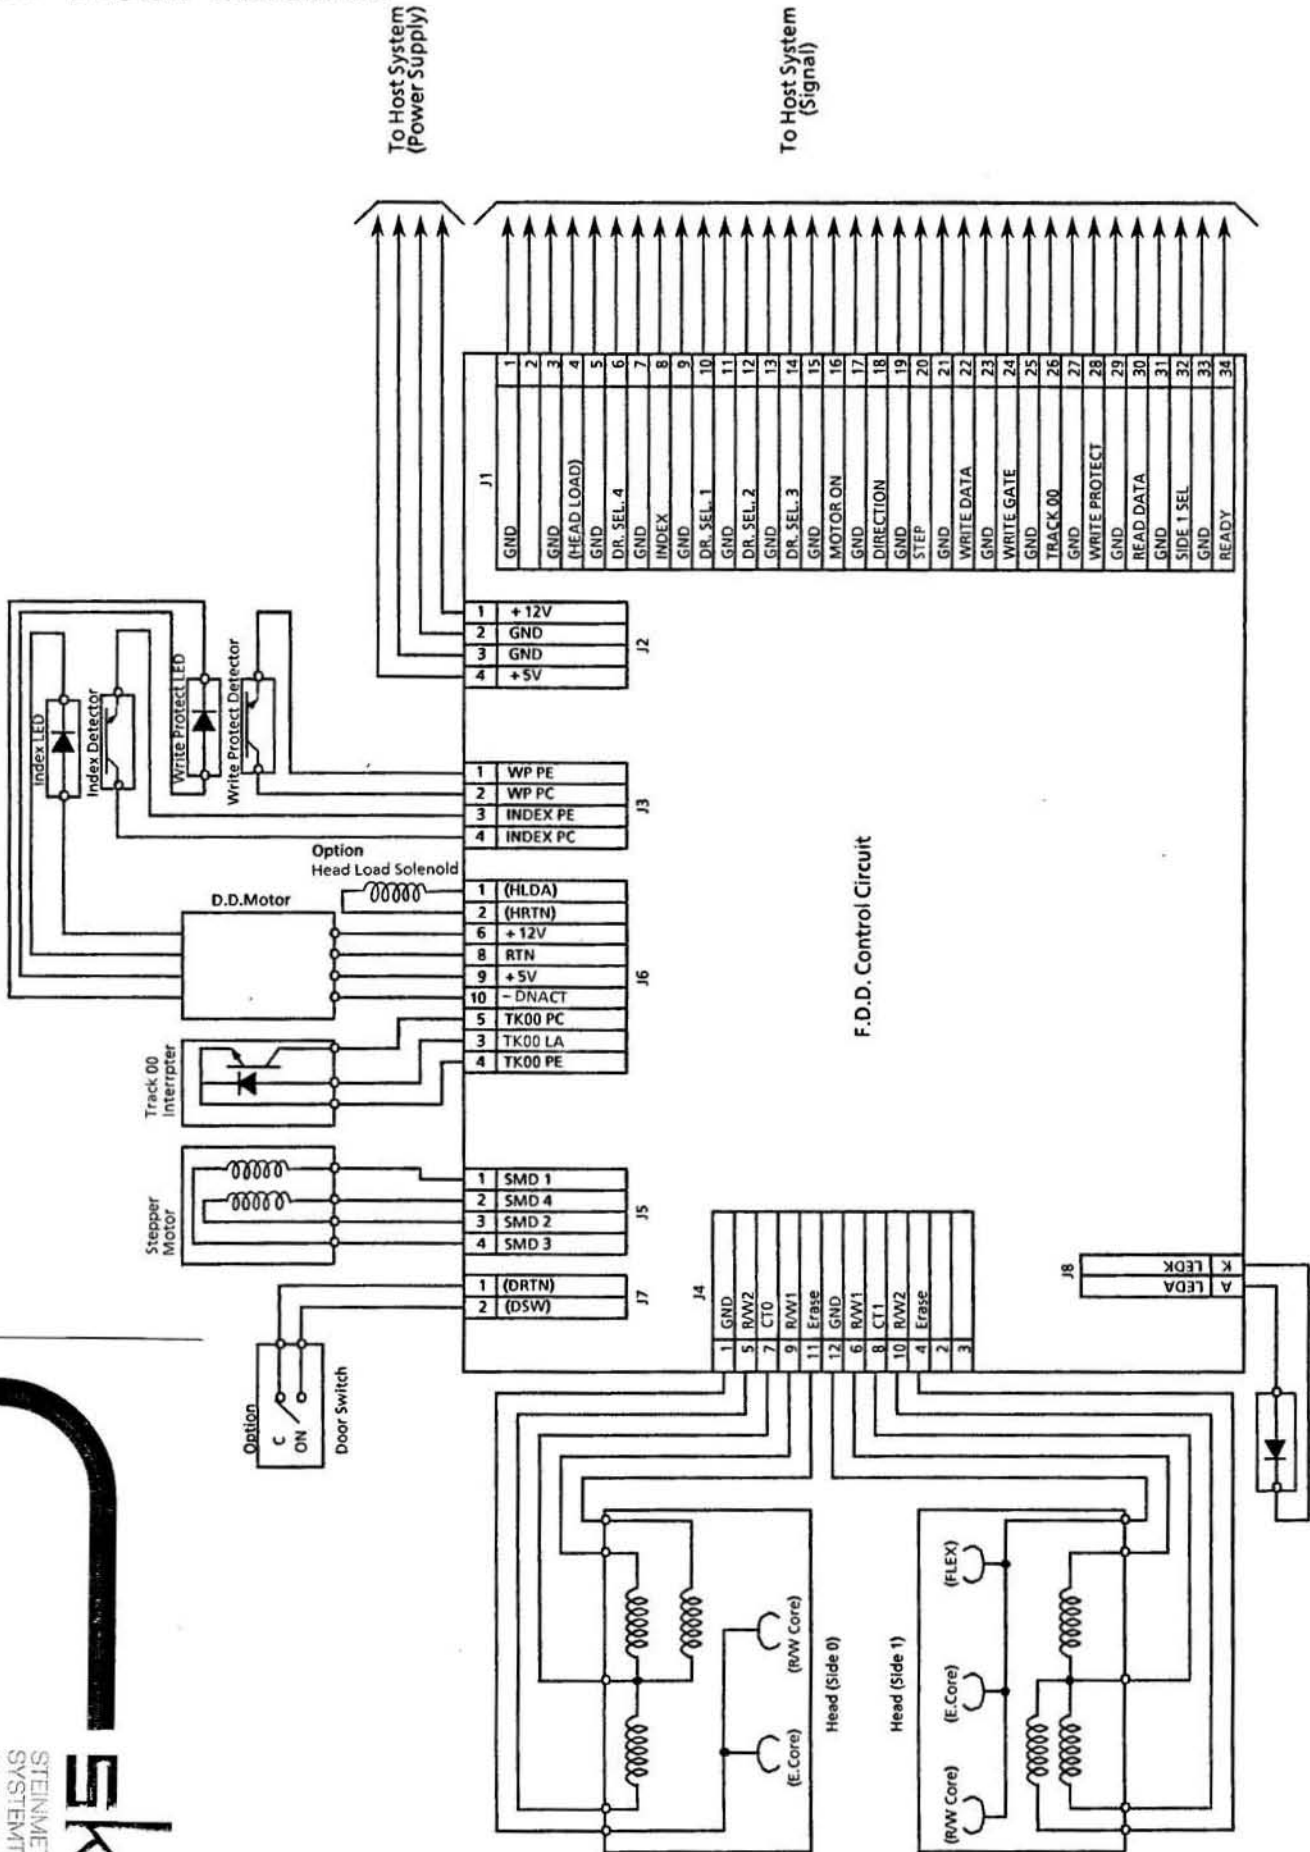 To Host System
(Power Supply)
To Host System
(Signal)
J1
GND 1
2
GND 3
(HEAD LOAD) 4
GND 5
DR. SEL. 4 6
GND 7
INDEX 8
GND 9
DR. SEL. 1 10
GND 11
DR. SEL. 2 12
GND 13
DR. SEL. 3 14
GND 15
MOTOR ON 16
GND 17
DIRECTION 18
GND 19
STEP 20
GND 21
WRITE DATA 22
GND 23
WRITE GATE 24
GND 25
TRACK 00 26
GND 27
WRITE PROTECT 28
GND 29
READ DATA 30
GND 31
SIDE 1 SEL 32
GND 33
READY 34
1 +12V
2 GND
3 GND
4 +5V
J2
Index LED
Index Detector
Write Protect LED
Write Protect Detector
1 WP PE
2 WP PC
3 INDEX PE
4 INDEX PC
J3
Option
Head Load Solenold
D.D.Motor
1 (HLDA)
2 (HRTN)
6 +12V
8 RTN
9 +5V
10 -DNACT
5 TK00 PC
3 TK00 LA
4 TK00 PE
J6
Track 00
Interrpter
F.D.D. Control Circuit
Stepper
Motor
1 SMD 1
2 SMD 4
3 SMD 2
4 SMD 3
J5
1 (DRTN)
2 (DSW)
J7
Option
C
ON
Door Switch
J4
1 GND
5 R/W2
7 CT0
9 R/W1
11 Erase
12 GND
6 R/W1
8 CT1
10 R/W2
4 Erase
2
3
J8
K LEDK
A LEDA
(R/W Core)
(E.Core)
Head (Side 0)
Head (Side 1)
(FLEX)
(E.Core)
(R/W Core)
STEINME
SYSTEMT